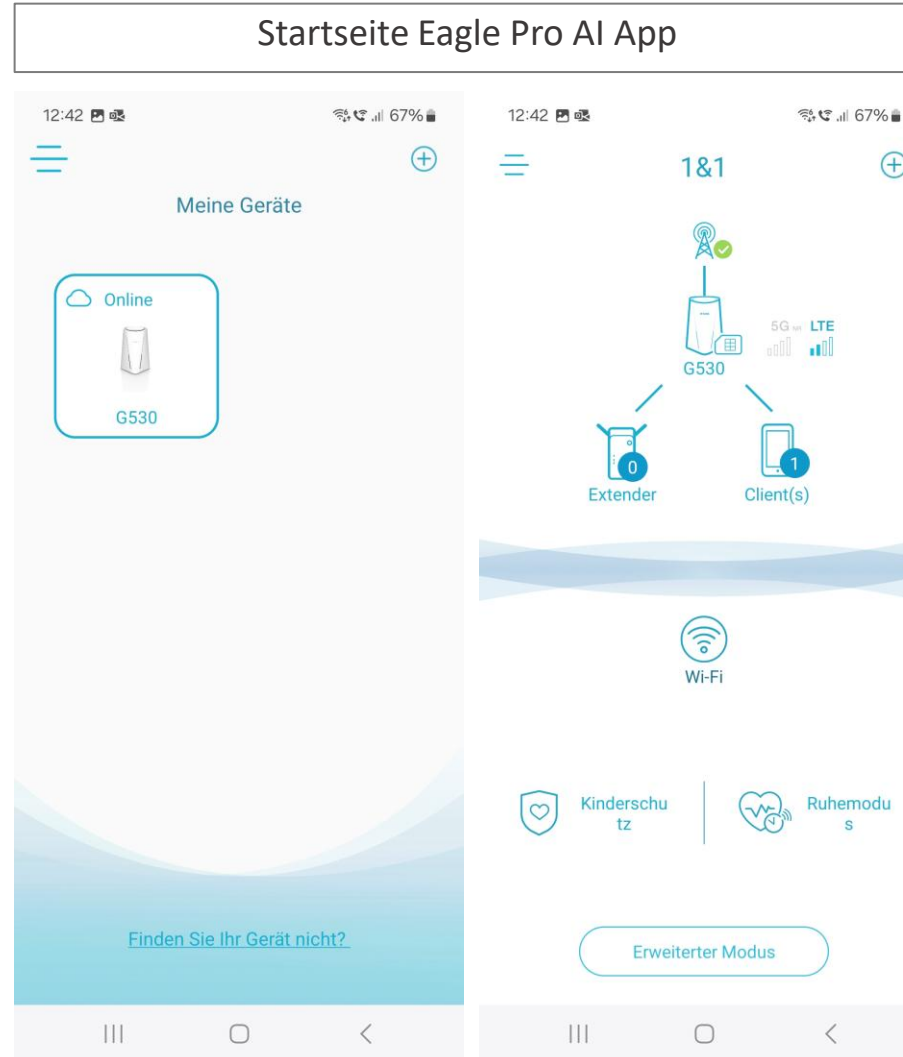 Startseite Eagle Pro AI App
12:42
67%
Meine Geräte
Online
G530
Finden Sie Ihr Gerät nicht?
12:42
67%
1&1
5G
LTE
G530
0
1
Extender
Client(s)
Wi-Fi
Kinderschu
tz
Ruhemodu
s
Erweiterter Modus